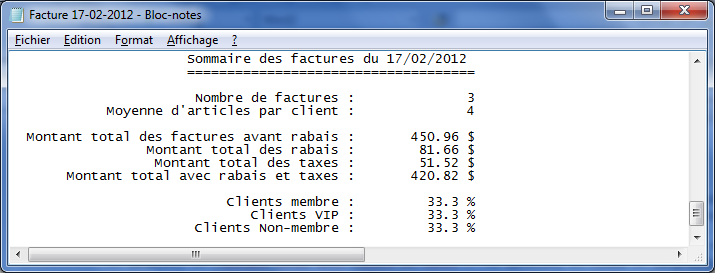 Facture 17-02-2012 - Bloc-notes
Fichier Edition Format Affichage ?
Sommaire des factures du 17/02/2012
====================================
Nombre de factures : 3
Moyenne d'articles par client : 4
Montant total des factures avant rabais : 450.96 $
Montant total des rabais : 81.66 $
Montant total des taxes : 51.52 $
Montant total avec rabais et taxes : 420.82 $
Clients membre : 33.3 %
Clients VIP : 33.3 %
Clients Non-membre : 33.3 %